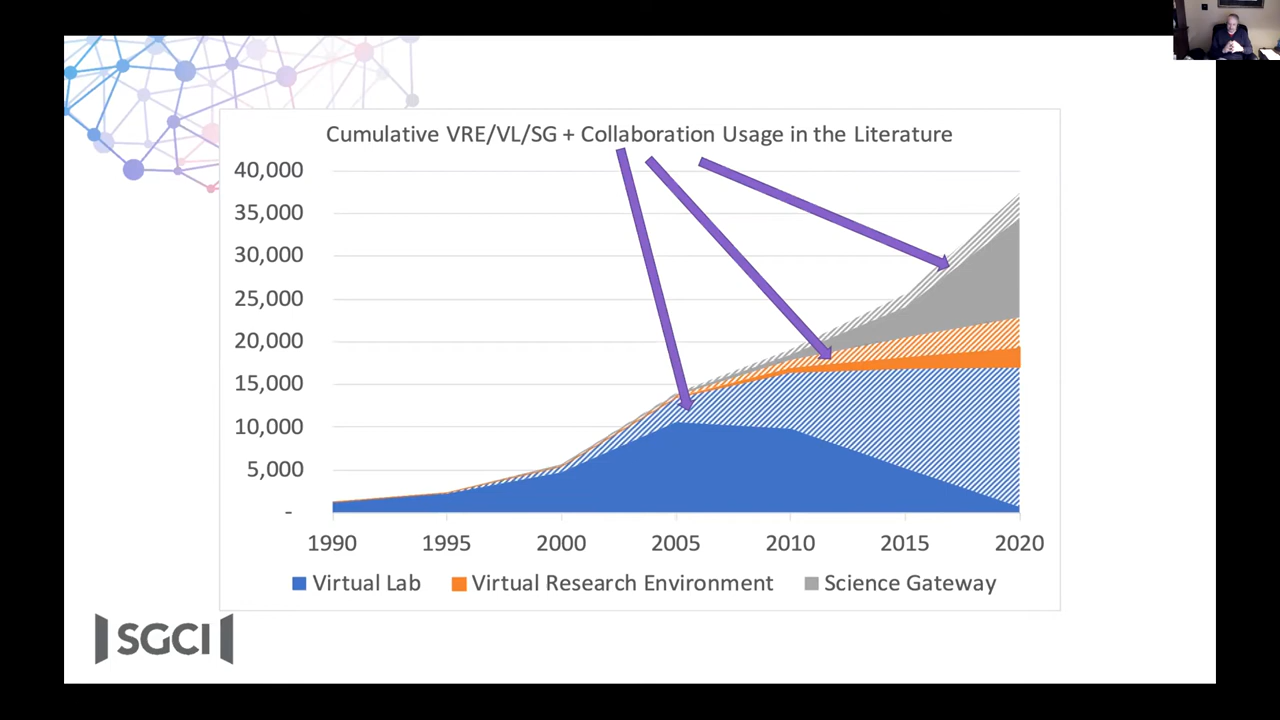 Cumulative VRE/VL/SG + Collaboration Usage in the Literature
40,000
35,000
30,000
25,000
20,000
15,000
10,000
5,000
-
1990 1995 2000 2005 2010 2015 2020
Virtual Lab Virtual Research Environment Science Gateway
SGCI